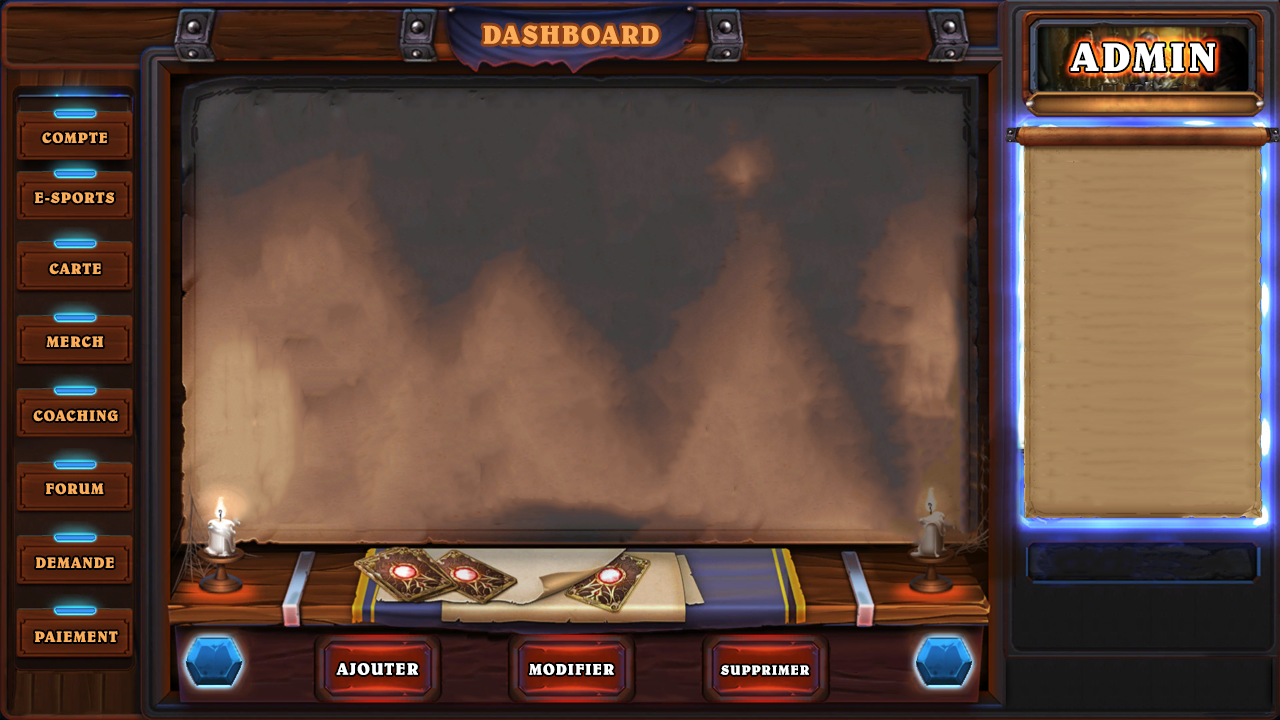 DASHBOARD
ADMIN
COMPTE
E-SPORTS
CARTE
MERCH
COACHING
FORUM
DEMANDE
PAIEMENT
AJOUTER
MODIFIER
SUPPRIMER